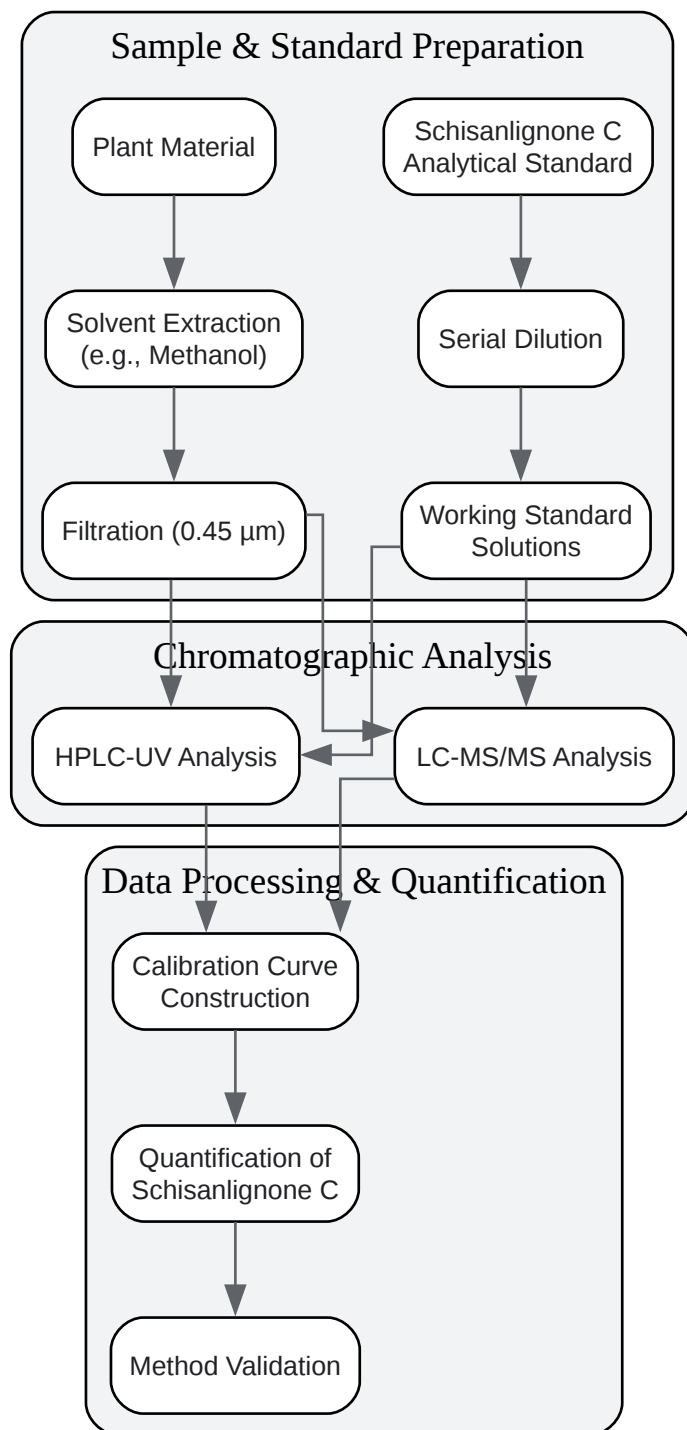 Sample & Standard Preparation
Plant Material
Schisanlignone C
Analytical Standard
Solvent Extraction
(e.g., Methanol)
Serial Dilution
Filtration (0.45 µm)
Working Standard
Solutions
Chromatographic Analysis
HPLC-UV Analysis
LC-MS/MS Analysis
Data Processing & Quantification
Calibration Curve
Construction
Quantification of
Schisanlignone C
Method Validation